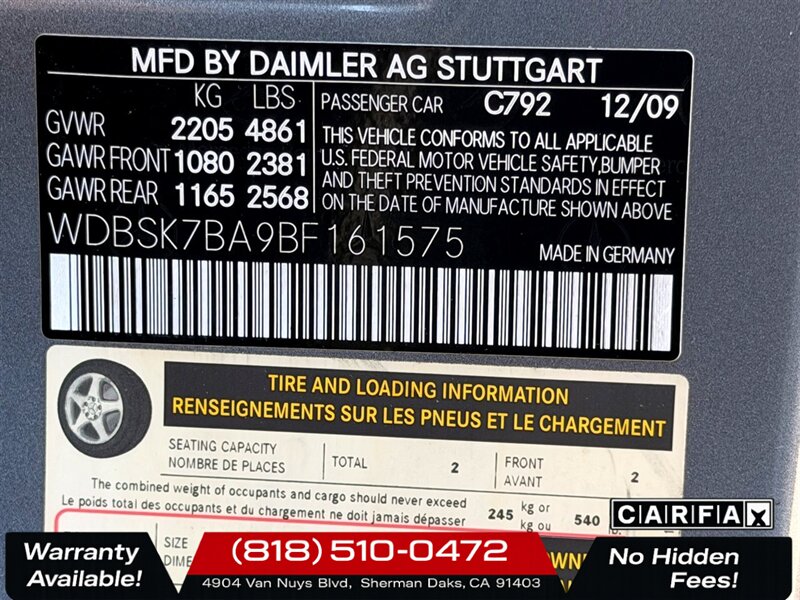 MFD BY DAIMLER AG STUTTGART
KG LBS
GVWR 2205 4861
GAWR FRONT 1080 2381
GAWR REAR 1165 2568
PASSENGER CAR C792 12/09
THIS VEHICLE CONFORMS TO ALL APPLICABLE
U.S. FEDERAL MOTOR VEHICLE SAFETY,BUMPER
AND THEFT PREVENTION STANDARDS IN EFFECT
ON THE DATE OF MANUFACTURE SHOWN ABOVE
WDBSK7BA9BF161575
MADE IN GERMANY
TIRE AND LOADING INFORMATION
RENSEIGNEMENTS SUR LES PNEUS ET LE CHARGEMENT
SEATING CAPACITY
NOMBRE DE PLACES
TOTAL 2
FRONT
AVANT 2
The combined weight of occupants and cargo should never exceed
Le poids total des occupants et du chargement ne doit jamais dépasser
245 kg or
kg ou 540
SIZE
CARFAX
Warranty
Available!
(818) 510-0472
4904 Van Nuys Blvd, Sherman Daks, CA 91403
No Hidden
Fees!